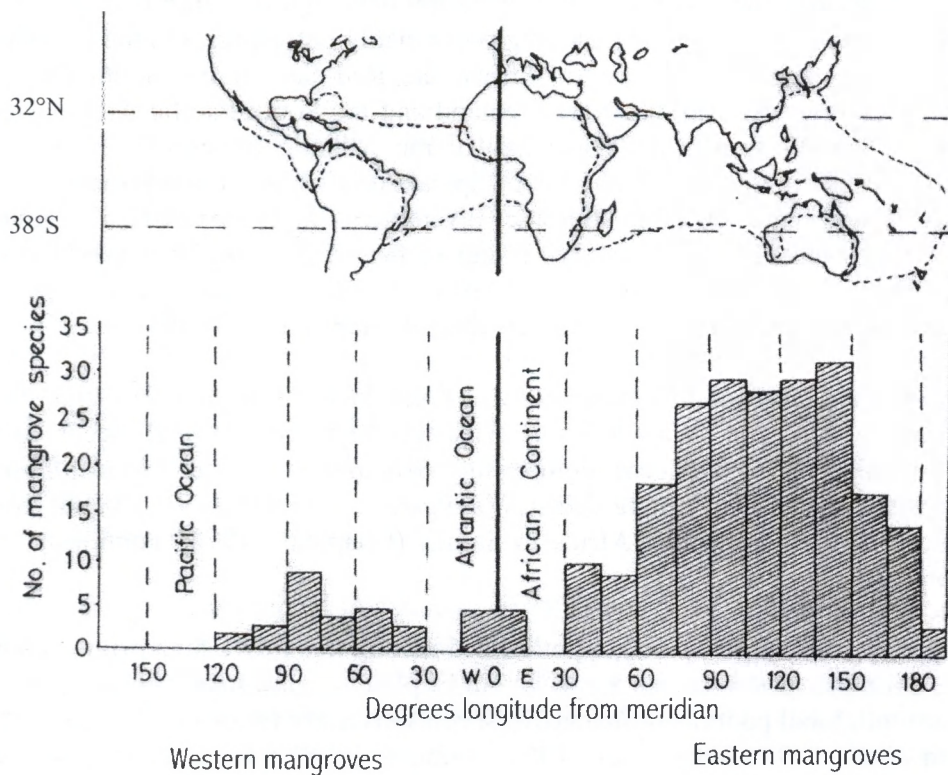 32°N
38°S
No. of mangrove species
35
30
25
20
15
10
5
0
Pacific Ocean
Atlantic Ocean
African Continent
150 120 90 60 30 W 0 E 30 60 90 120 150 180
Degrees longitude from meridian
Western mangroves Eastern mangroves